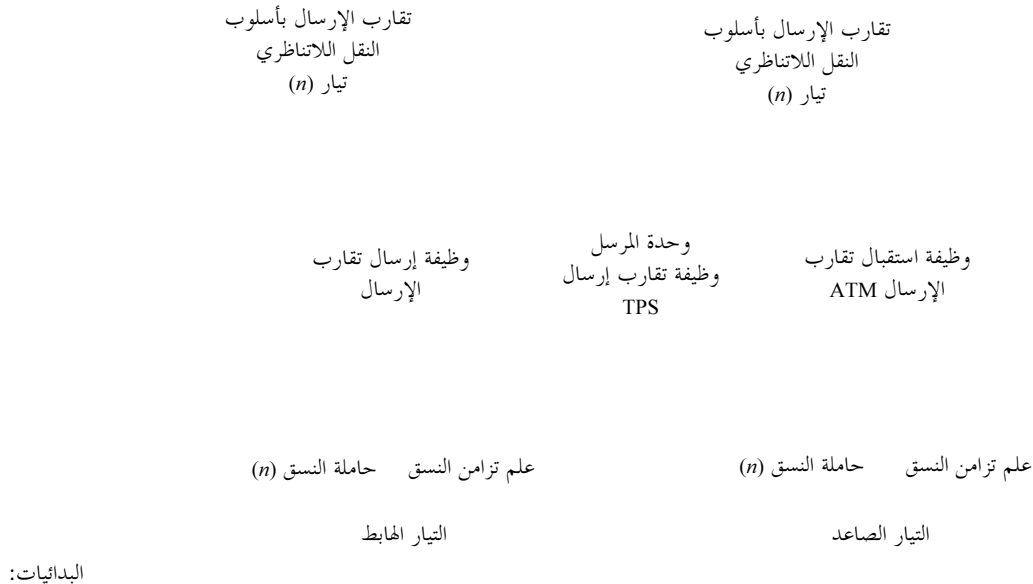 تقارب الإرسال بأسلوب
النقل اللاتناظري
تيار (n)
تقارب الإرسال بأسلوب
النقل اللاتناظري
تيار (n)
وظيفة استقبال تقارب
الإرسال ATM
وحدة المرسل
وظيفة تقارب إرسال
TPS
وظيفة إرسال تقارب
الإرسال
علم تزامن النسق حاملة النسق (n)
علم تزامن النسق حاملة النسق (n)
التيار الصاعد
التيار الهابط
البدائيات: